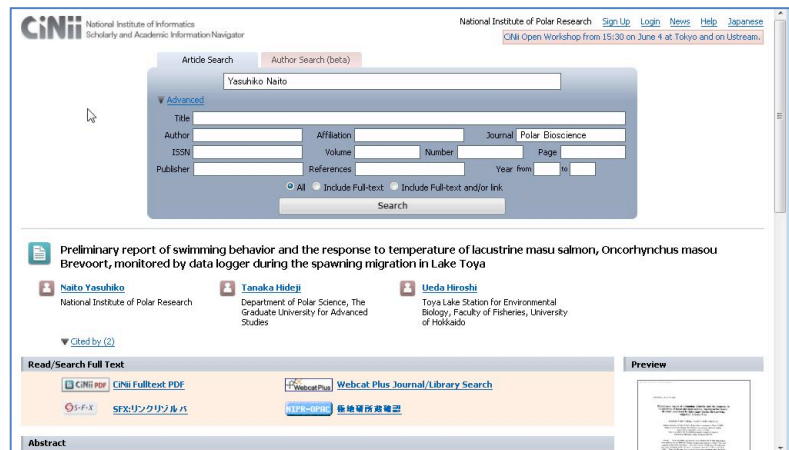 CiNii National Institute of Informatics
Scholarly and Academic Information Navigator
National Institute of Polar Research Sign Up Login News Help Japanese
CiNii Open Workshop from 15:30 on June 4 at Tokyo and on Ustream.
Article Search Author Search (beta)
Yasuhiko Naito
Advanced
Title
Author Affiliation Journal Polar Bioscience
ISSN Volume Number Page
Publisher References Year from to
All Include Full-text Include Full-text and/or link
Search
Preliminary report of swimming behavior and the response to temperature of lacustrine masu salmon, Oncorhynchus masou
Brevoort, monitored by data logger during the spawning migration in Lake Toya
Naito Yasuhiko Tanaka Hideji Ueda Hiroshi
National Institute of Polar Research Department of Polar Science, The Toya Lake Station for Environmental
Graduate University for Advanced Biology, Faculty of Fisheries, University
Studies of Hokkaido
Cited by (2)
Read/Search Full Text Preview
CiNii PDF CiNii Fulltext PDF WebcatPlus Webcat Plus Journal/Library Search
S-F-X SFX:リンクリゾルバ NIPR-OPAC 極地研所蔵確認
Abstract